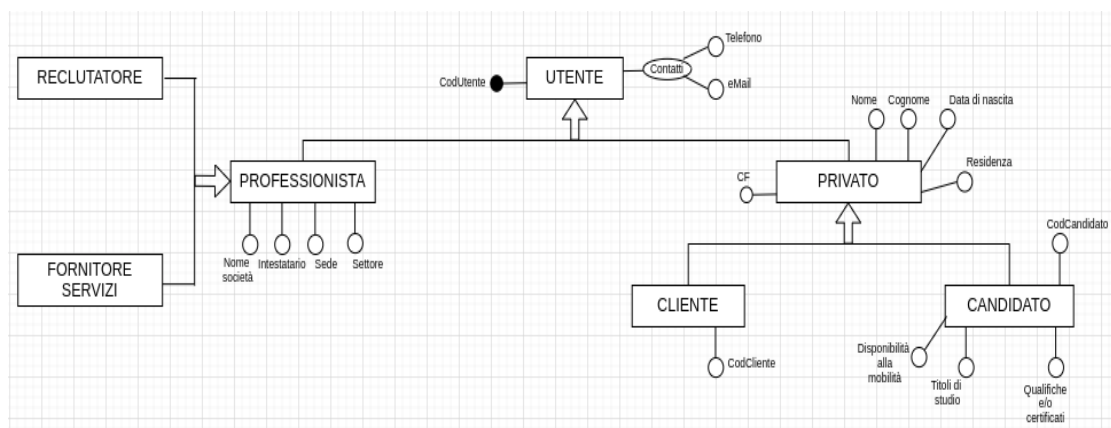 Telefono
RECLUTATORE
UTENTE
Contatti
CodUtente
eMail
Nome
Cognome
Data di nascita
Residenza
PROFESSIONISTA
CF
PRIVATO
CodCandidato
Nome
società
Intestatario
Sede
Settore
FORNITORE
SERVIZI
CLIENTE
CANDIDATO
CodCliente
Disponibilità
alla
mobilità
Titoli di
studio
Qualifiche
e/o
certificati